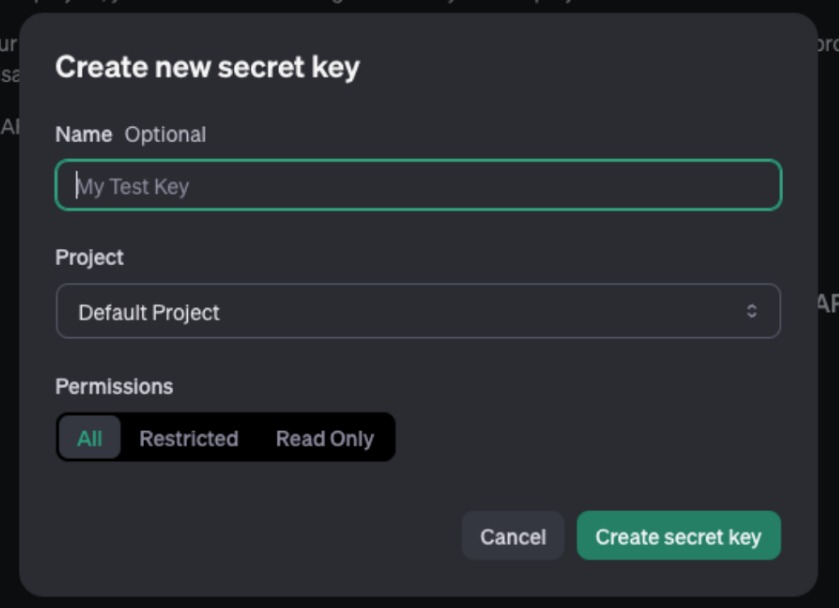 Create new secret key
Name Optional
My Test Key
Project
Default Project
Permissions
All Restricted Read Only
Cancel Create secret key